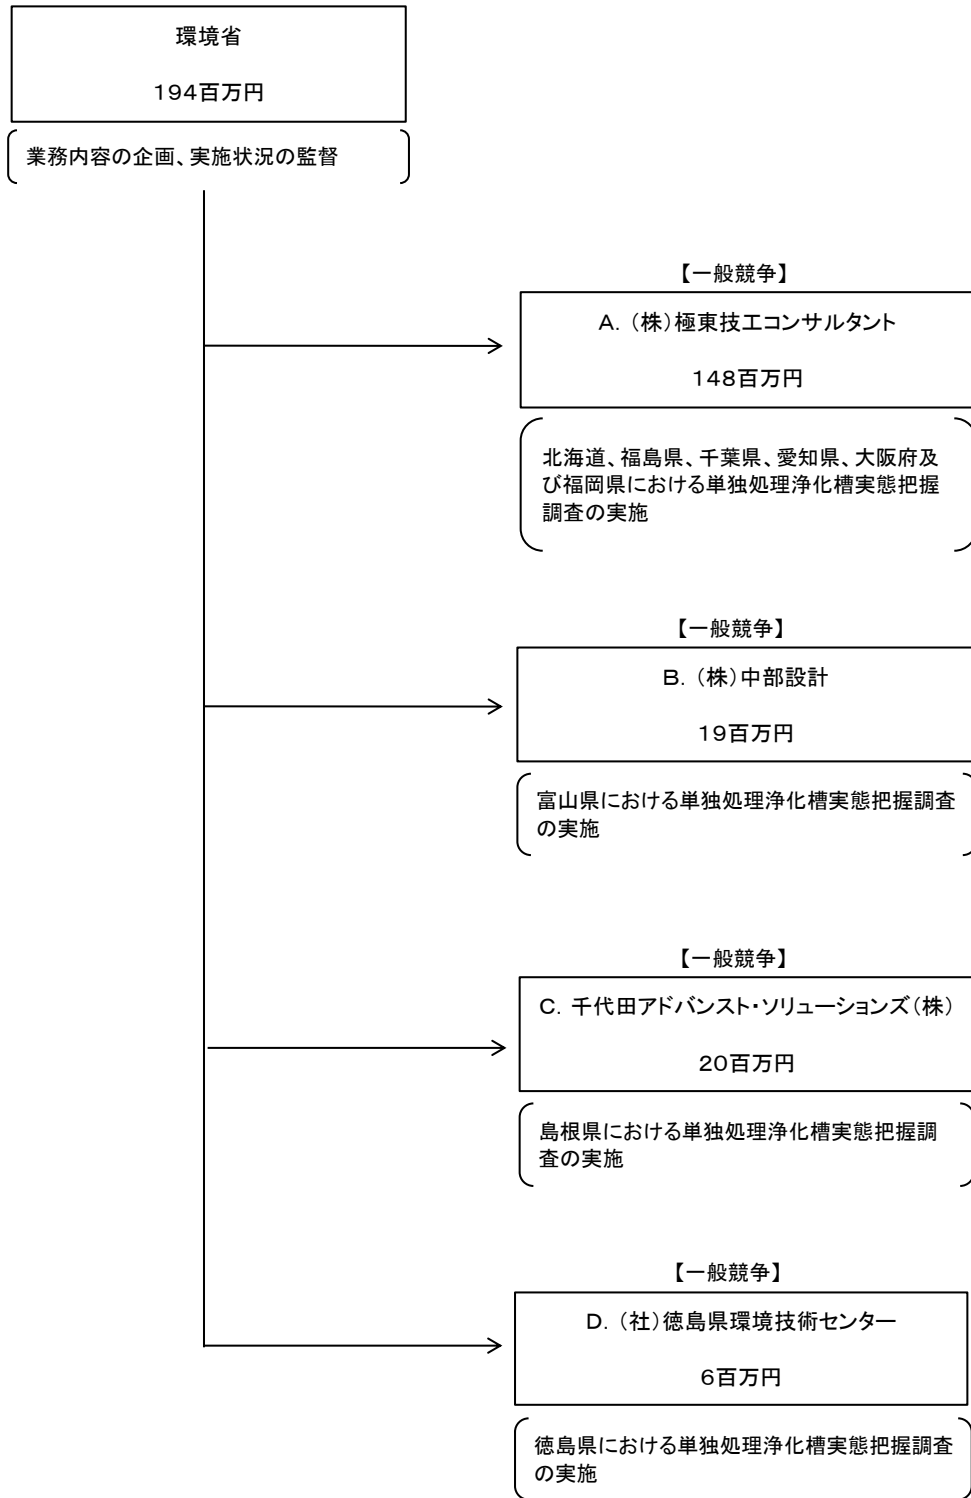 環境省
194百万円
業務内容の企画、実施状況の監督
【一般競争】
A. （株）極東技工コンサルタント
148百万円
北海道、福島県、千葉県、愛知県、大阪府及
び福岡県における単独処理浄化槽実態把握
調査の実施
【一般競争】
B. （株）中部設計
19百万円
富山県における単独処理浄化槽実態把握調査
の実施
【一般競争】
C. 千代田アドバンスト・ソリューションズ（株）
20百万円
島根県における単独処理浄化槽実態把握調
査の実施
【一般競争】
D. （社）徳島県環境技術センター
6百万円
徳島県における単独処理浄化槽実態把握調査
の実施